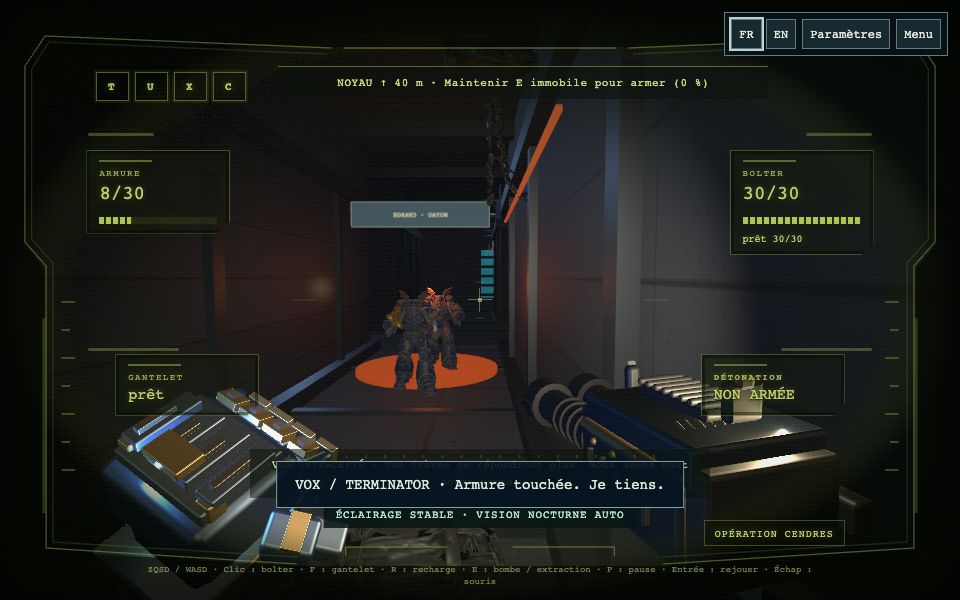 FR EN Paramètres Menu
T U X C
NOYAU ↑ 40 m · Maintenir E immobile pour armer (0 %)
ARMURE
8/30
BOLTER
30/30
prêt 30/30
GANTELET
prêt
DÉTONATION
NON ARMÉE
VOX / TERMINATOR · Armure touchée. Je tiens.
ÉCLAIRAGE STABLE · VISION NOCTURNE AUTO
OPÉRATION CENDRES
ZQSD / WASD · Clic : bolter · F : gantelet · R : recharge · E : bombe / extraction · P : pause · Entrée : rejouer · Échap :
souris